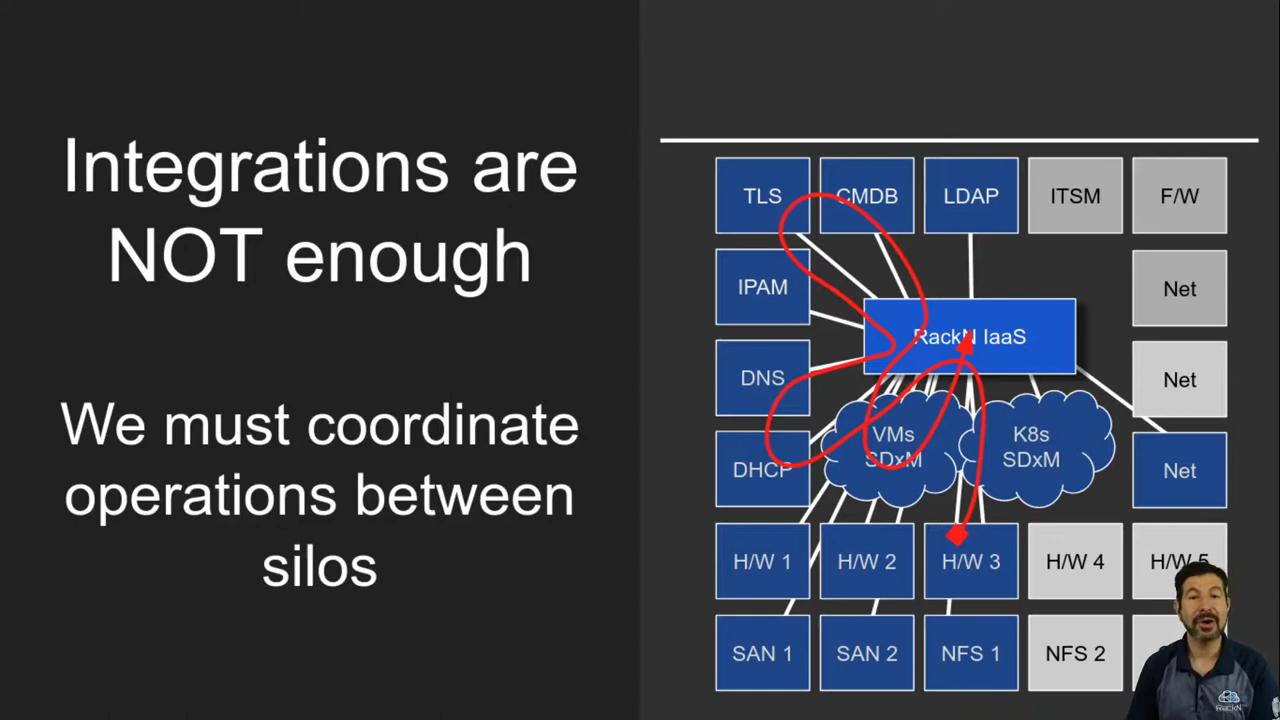 Integrations are
NOT enough
We must coordinate
operations between
silos
TLS
CMDB
LDAP
ITSM
F/W
IPAM
Net
RackN IaaS
DNS
Net
VMs
SDxM
K8s
SDxM
DHCP
Net
H/W 1
H/W 2
H/W 3
H/W 4
H/W 5
SAN 1
SAN 2
NFS 1
NFS 2
RackN